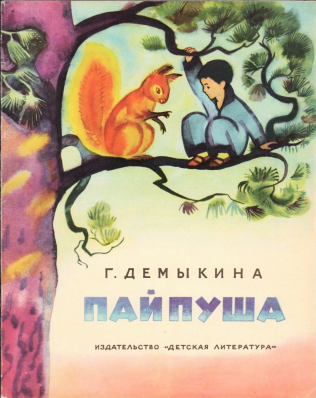 Г. ДЕМЫКИНА
ПАЙПУША
ИЗДАТЕЛЬСТВО «ДЕТСКАЯ ЛИТЕРАТУРА»